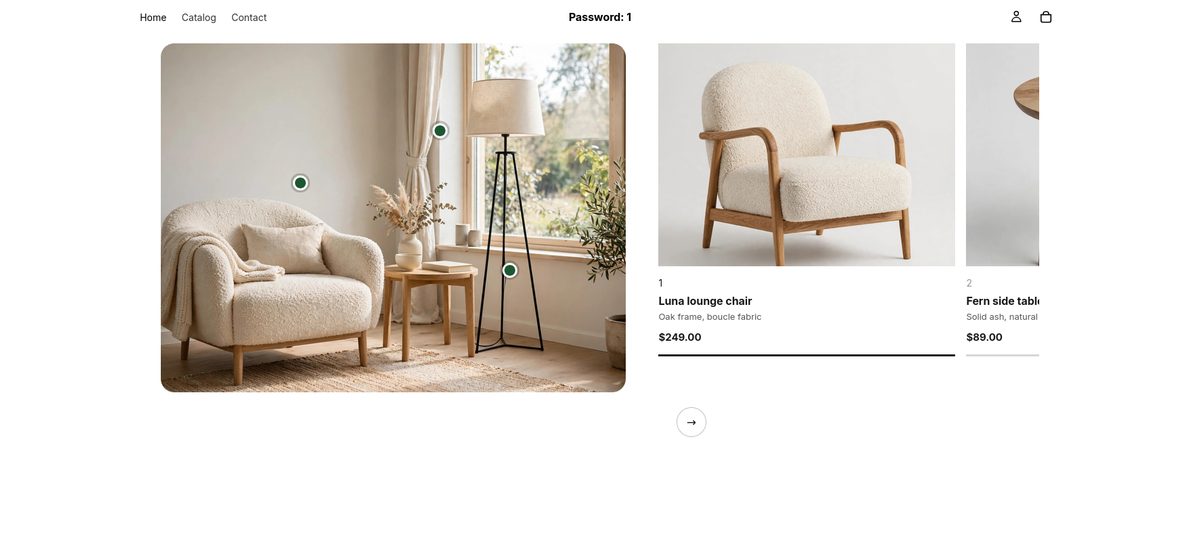 Home Catalog Contact
Password: 1
1
Luna lounge chair
Oak frame, boucle fabric
$249.00
2
Fern side table
Solid ash, natural
$89.00